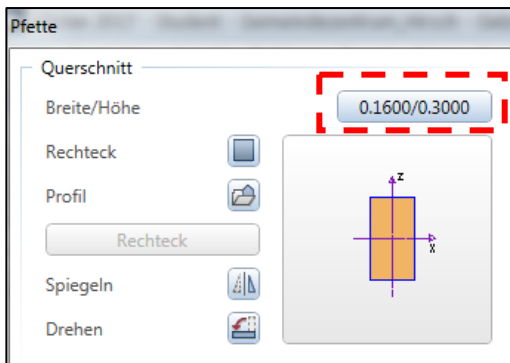 Pfette
Querschnitt
Breite/Höhe 0.1600/0.3000
Rechteck
z
Profil
x
Rechteck
Spiegeln
Drehen